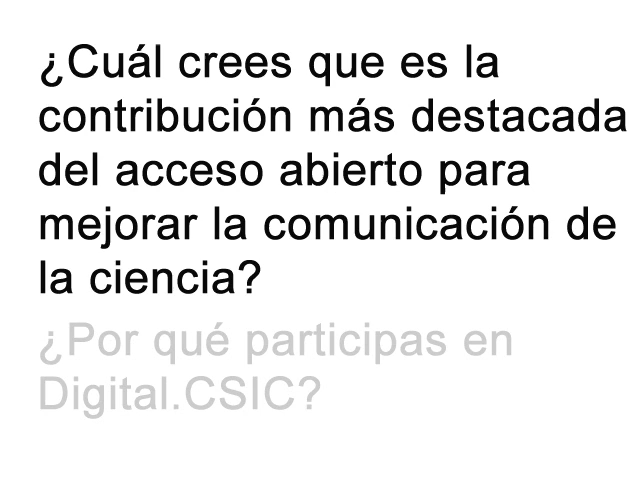 ¿Cuál crees que es la
contribución más destacada
del acceso abierto para
mejorar la comunicación de
la ciencia?
¿Por qué participas en
Digital.CSIC?